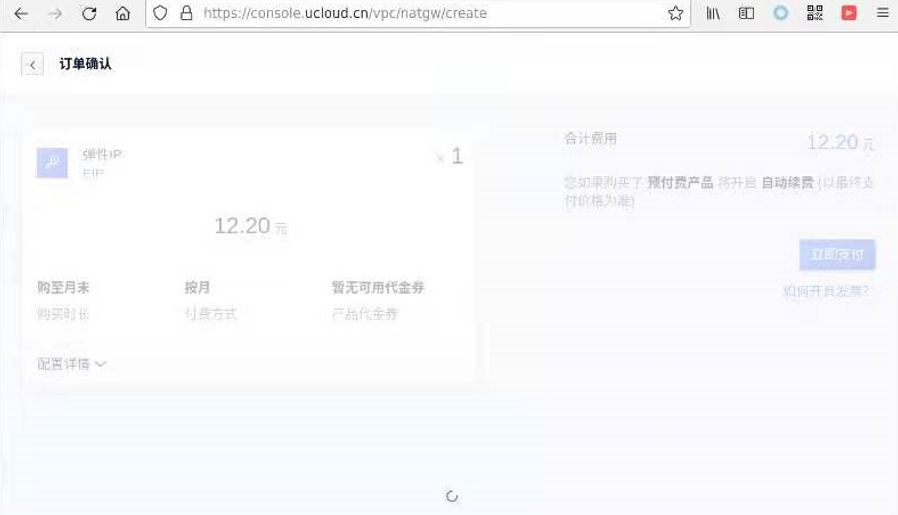 https://console.ucloud.cn/vpc/natgw/create
订单确认
弹性IP
EIP
× 1
12.20 元
购至月末
按月
暂无可用代金券
购买时长
付费方式
产品代金券
配置详情
合计费用
12.20 元
您如果购买了 预付费产品 将开启 自动续费 (以最终支
付价格为准)
立即支付
如何开具发票?